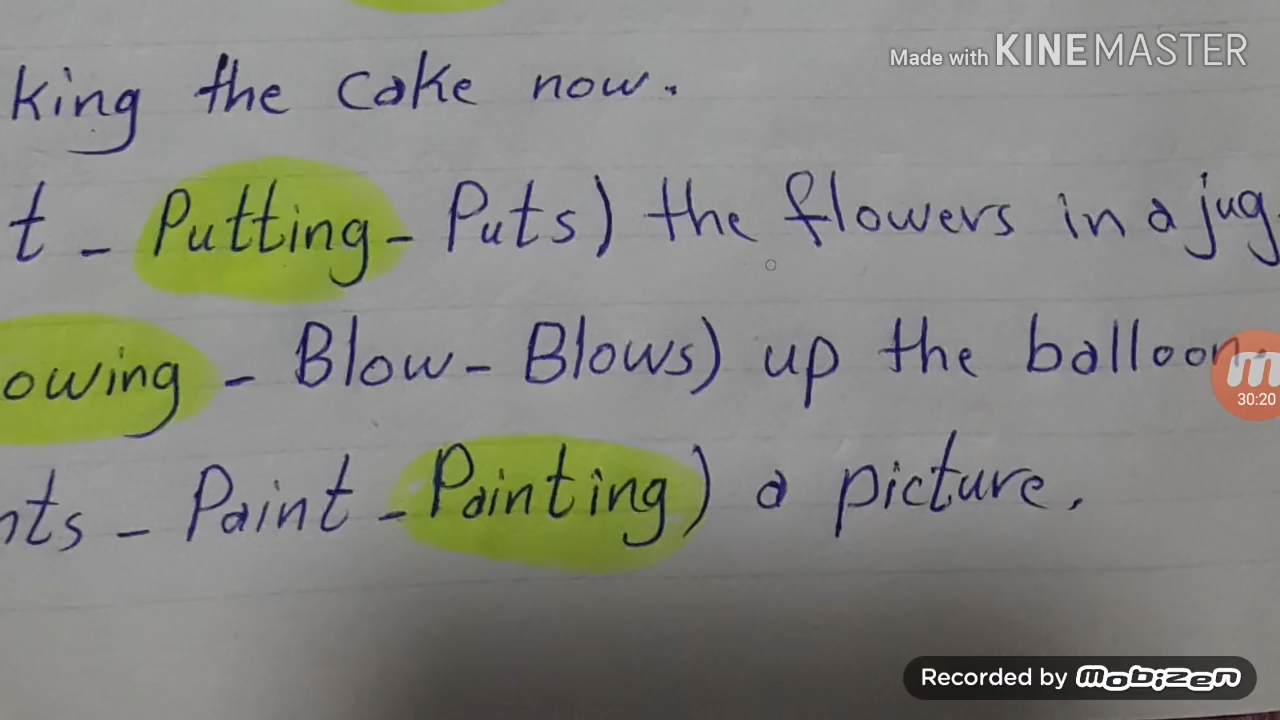 Made with KINEMASTER
king the cake now.
t - Putting - Puts) the flowers in a jug
owing - Blow - Blows) up the balloon.
30:20
nts - Paint - Painting) a picture.
Recorded by Mobizen